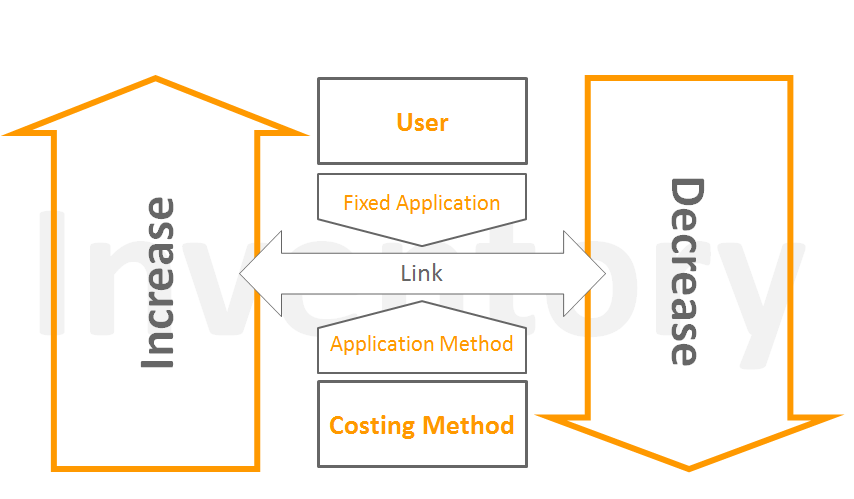 User
Fixed Application
Increase
Link
Decrease
Inventory
Application Method
Costing Method